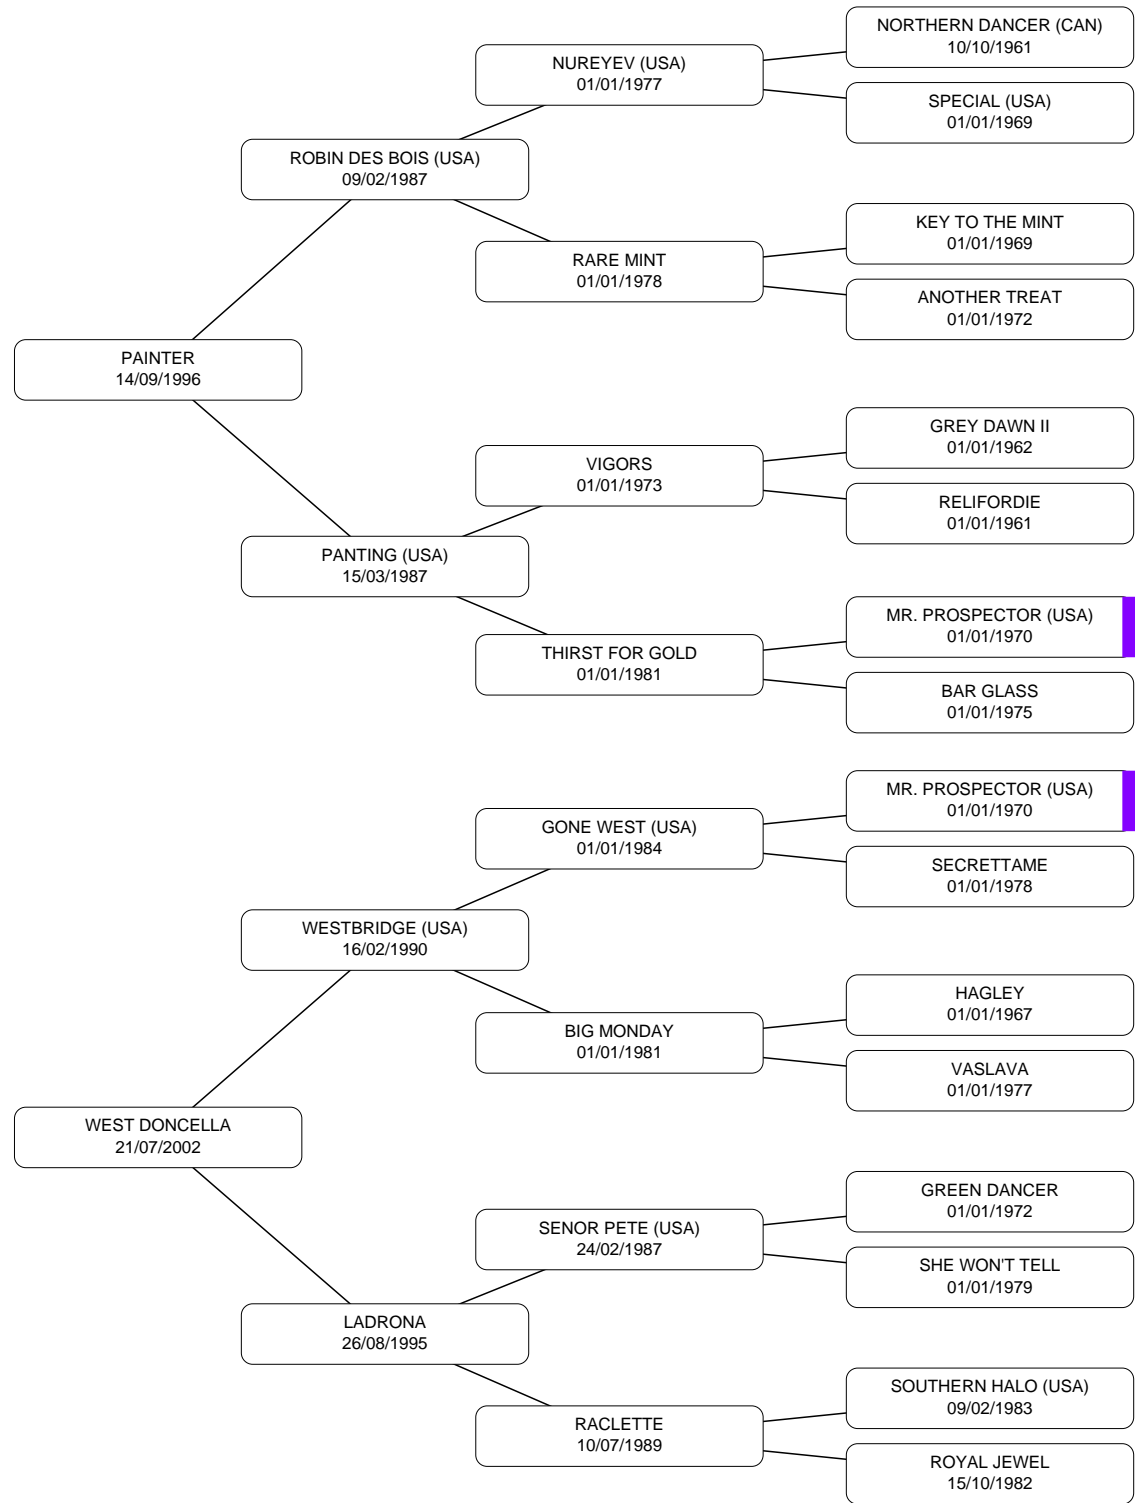 NORTHERN DANCER (CAN)
10/10/1961
NUREYEV (USA)
01/01/1977
SPECIAL (USA)
01/01/1969
ROBIN DES BOIS (USA)
09/02/1987
KEY TO THE MINT
01/01/1969
RARE MINT
01/01/1978
ANOTHER TREAT
01/01/1972
PAINTER
14/09/1996
GREY DAWN II
01/01/1962
VIGORS
01/01/1973
RELIFORDIE
01/01/1961
PANTING (USA)
15/03/1987
MR. PROSPECTOR (USA)
01/01/1970
THIRST FOR GOLD
01/01/1981
BAR GLASS
01/01/1975
MR. PROSPECTOR (USA)
01/01/1970
GONE WEST (USA)
01/01/1984
SECRETTAME
01/01/1978
WESTBRIDGE (USA)
16/02/1990
HAGLEY
01/01/1967
BIG MONDAY
01/01/1981
VASLAVA
01/01/1977
WEST DONCELLA
21/07/2002
GREEN DANCER
01/01/1972
SENOR PETE (USA)
24/02/1987
SHE WON'T TELL
01/01/1979
LADRONA
26/08/1995
SOUTHERN HALO (USA)
09/02/1983
RACLETTE
10/07/1989
ROYAL JEWEL
15/10/1982